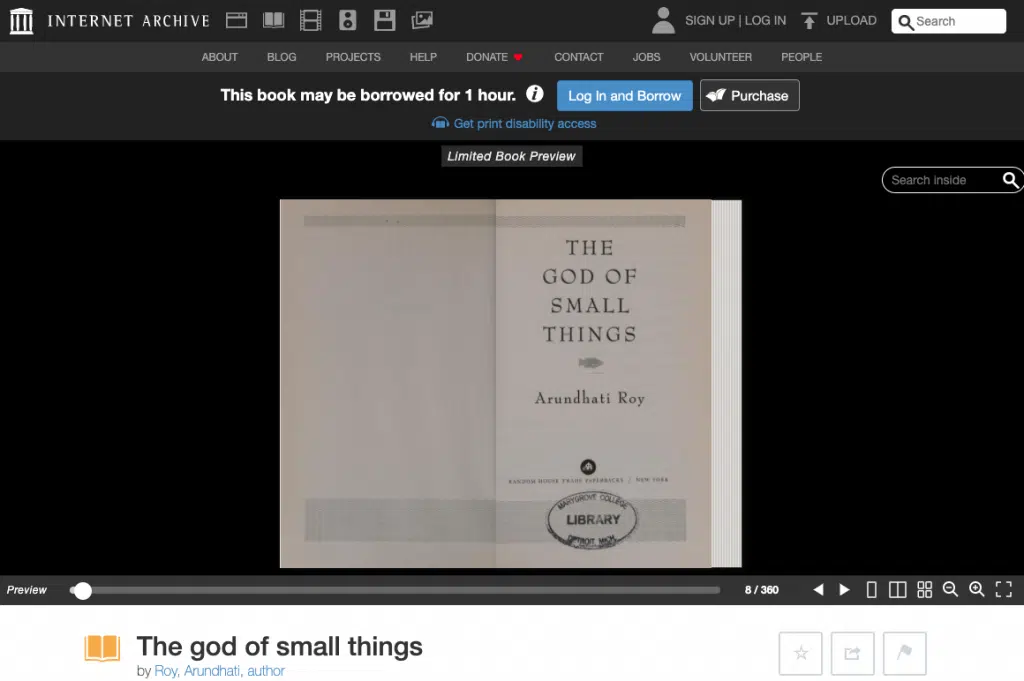 INTERNET ARCHIVE
SIGN UP | LOG IN
UPLOAD
Search
ABOUT BLOG PROJECTS HELP DONATE CONTACT JOBS VOLUNTEER PEOPLE
This book may be borrowed for 1 hour.
Log In and Borrow
Purchase
Get print disability access
Limited Book Preview
Search inside
THE
GOD OF
SMALL
THINGS
Arundhati Roy
RANDOM HOUSE TRADE PAPERBACKS / NEW YORK
MARYGROVE COLLEGE
LIBRARY
DETROIT, MICH.
Preview
8 / 360
The god of small things
by Roy, Arundhati, author